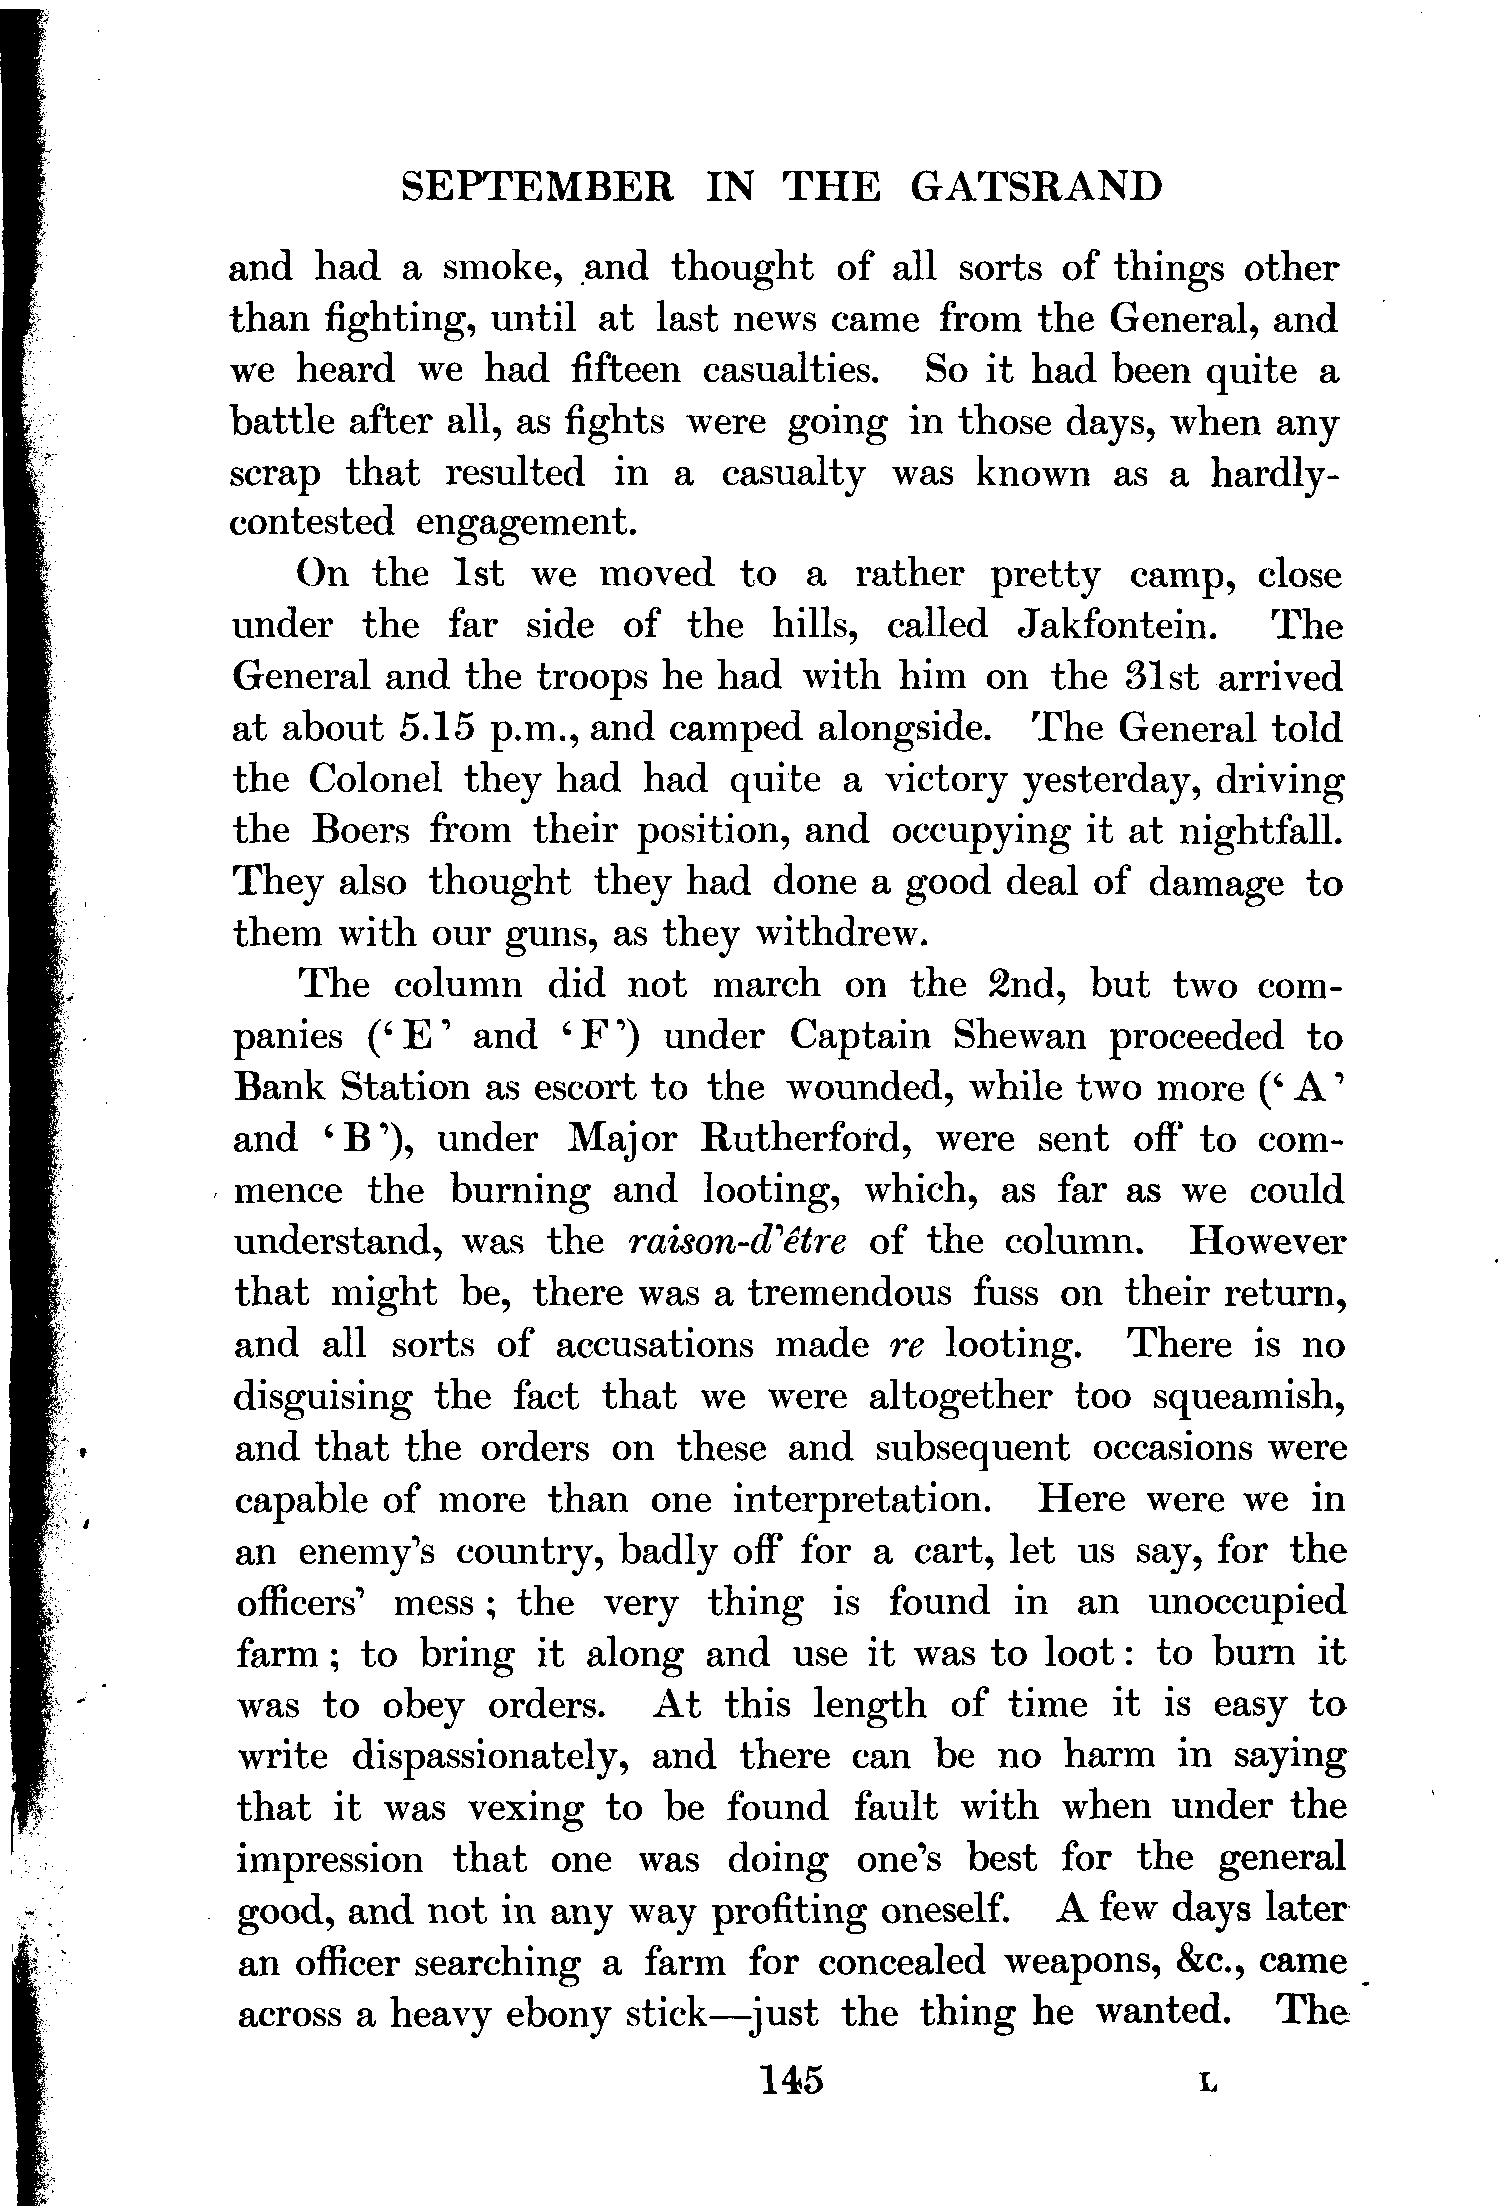 SEPTEMBER IN THE GATSRAND
and had a smoke, and thought of all sorts of things other
than fighting, until at last news came from the General, and
we heard we had fifteen casualties. So it had been quite a
battle after all, as fights were going in those days, when any
scrap that resulted in a casualty was known as a hardly-
contested engagement.
On the 1st we moved to a rather pretty camp, close
under the far side of the hills, called Jakfontein. The
General and the troops he had with him on the 31st arrived
at about 5.15 p.m., and camped alongside. The General told
the Colonel they had had quite a victory yesterday, driving
the Boers from their position, and occupying it at nightfall.
They also thought they had done a good deal of damage to
them with our guns, as they withdrew.
The column did not march on the 2nd, but two com-
panies (‘E’ and ‘F’) under Captain Shewan proceeded to
Bank Station as escort to the wounded, while two more (‘A’
and ‘B’), under Major Rutherford, were sent off to com-
mence the burning and looting, which, as far as we could
understand, was the raison-d'être of the column. However
that might be, there was a tremendous fuss on their return,
and all sorts of accusations made re looting. There is no
disguising the fact that we were altogether too squeamish,
and that the orders on these and subsequent occasions were
capable of more than one interpretation. Here were we in
an enemy's country, badly off for a cart, let us say, for the
officers' mess; the very thing is found in an unoccupied
farm; to bring it along and use it was to loot: to burn it
was to obey orders. At this length of time it is easy to
write dispassionately, and there can be no harm in saying
that it was vexing to be found fault with when under the
impression that one was doing one's best for the general
good, and not in any way profiting oneself. A few days later
an officer searching a farm for concealed weapons, &c., came
across a heavy ebony stick—just the thing he wanted. The
145 L